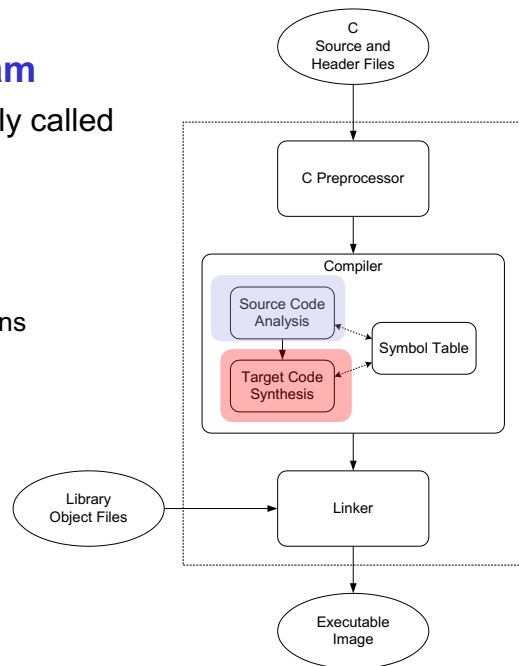 am
ly called
ns
C
Source and
Header Files
C Preprocessor
Compiler
Source Code
Analysis
Symbol Table
Target Code
Synthesis
Library
Object Files
Linker
Executable
Image